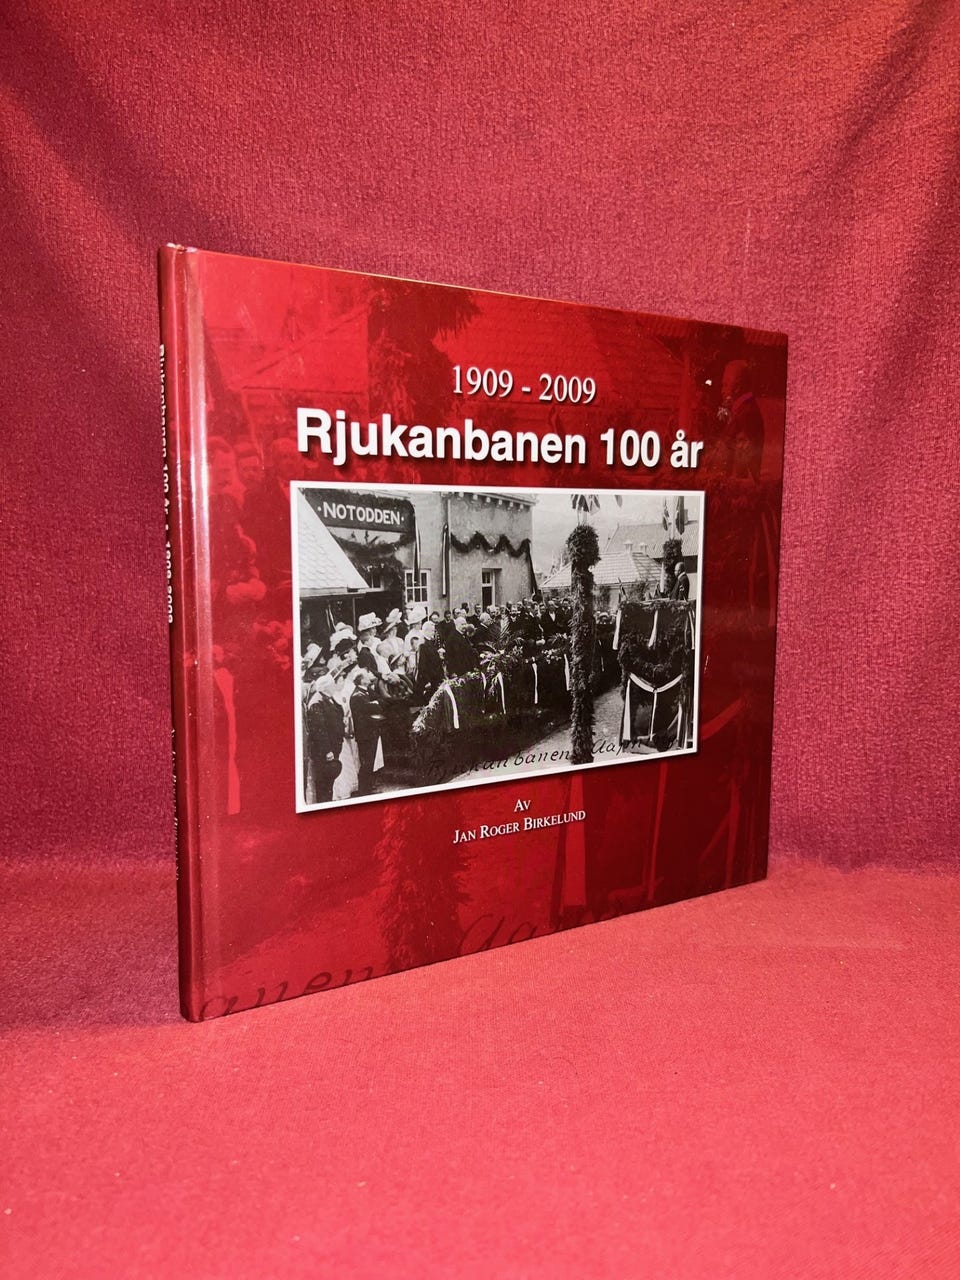 1909 - 2009
Rjukanbanen 100 år
·NOTODDEN·
Rjukanbanen
Av
Jan Roger Birkelund
Rjukanbanen 100 år 1909-2009